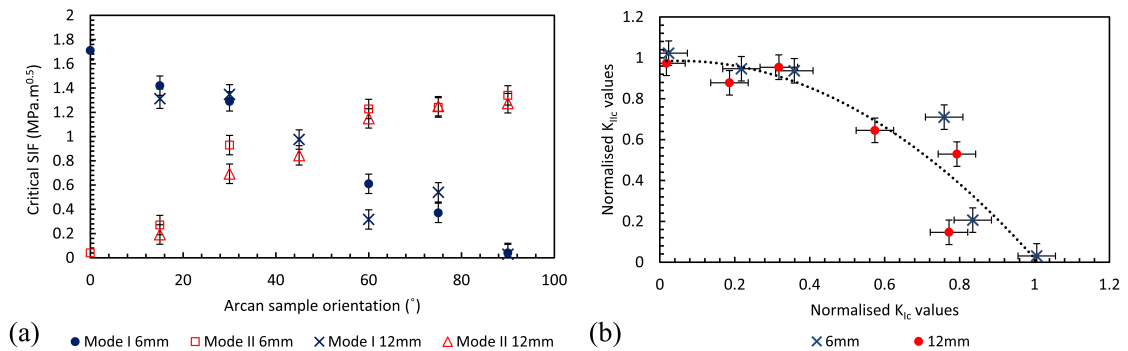 2
1.8
1.6
1.4
1.2
1
0.8
0.6
0.4
0.2
0
Critical SIF (MPa.m^0.5)
0 20 40 60 80 100
Arcan sample orientation (°)
(a)
Mode I 6mm Mode II 6mm Mode I 12mm Mode II 12mm
1.2
1
0.8
0.6
0.4
0.2
0
Normalised KIIc values
0 0.2 0.4 0.6 0.8 1 1.2
Normalised KIc values
(b)
6mm 12mm